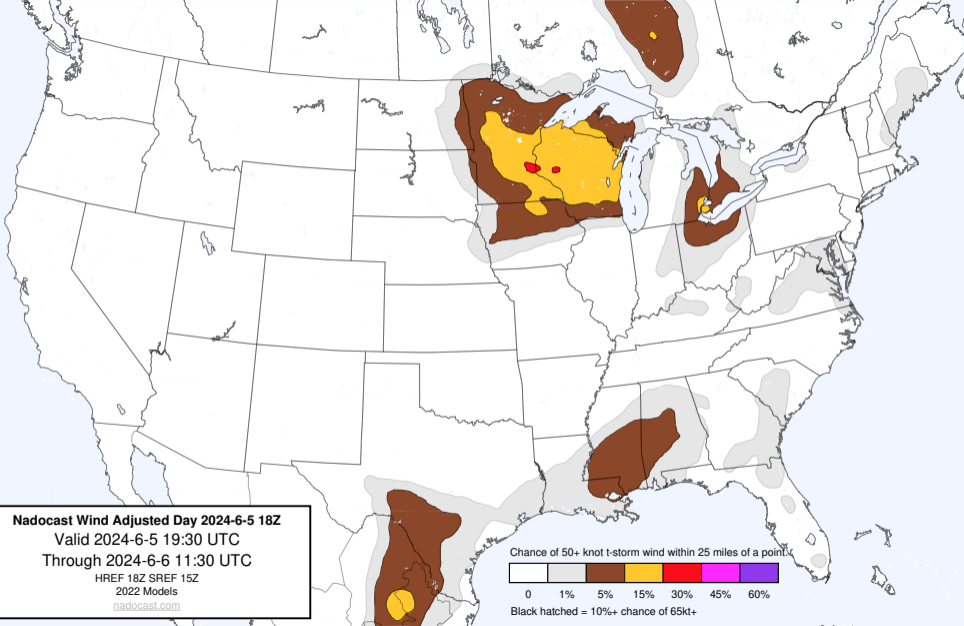 Nadocast Wind Adjusted Day 2024-6-5 18Z
Valid 2024-6-5 19:30 UTC
Through 2024-6-6 11:30 UTC
HREF 18Z SREF 15Z
2022 Models
nadocast.com
Chance of 50+ knot t-storm wind within 25 miles of a point.
0 1% 5% 15% 30% 45% 60%
Black hatched = 10%+ chance of 65kt+